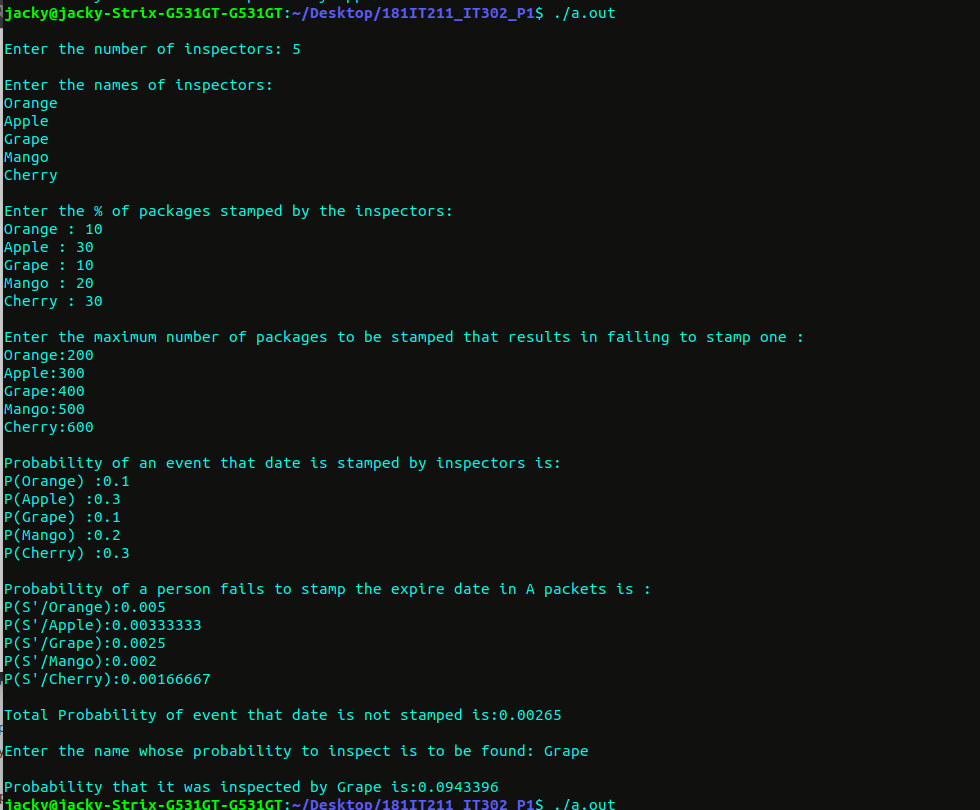 jacky@jacky-Strix-G531GT-G531GT:~/Desktop/181IT211_IT302_P1$ ./a.out
Enter the number of inspectors: 5
Enter the names of inspectors:
Orange
Apple
Grape
Mango
Cherry
Enter the % of packages stamped by the inspectors:
Orange : 10
Apple : 30
Grape : 10
Mango : 20
Cherry : 30
Enter the maximum number of packages to be stamped that results in failing to stamp one :
Orange:200
Apple:300
Grape:400
Mango:500
Cherry:600
Probability of an event that date is stamped by inspectors is:
P(Orange) :0.1
P(Apple) :0.3
P(Grape) :0.1
P(Mango) :0.2
P(Cherry) :0.3
Probability of a person fails to stamp the expire date in A packets is :
P(S'/Orange):0.005
P(S'/Apple):0.00333333
P(S'/Grape):0.0025
P(S'/Mango):0.002
P(S'/Cherry):0.00166667
Total Probability of event that date is not stamped is:0.00265
Enter the name whose probability to inspect is to be found: Grape
Probability that it was inspected by Grape is:0.0943396
jacky@jacky-Strix-G531GT-G531GT:~/Desktop/181IT211_IT302_P1$ ./a.out